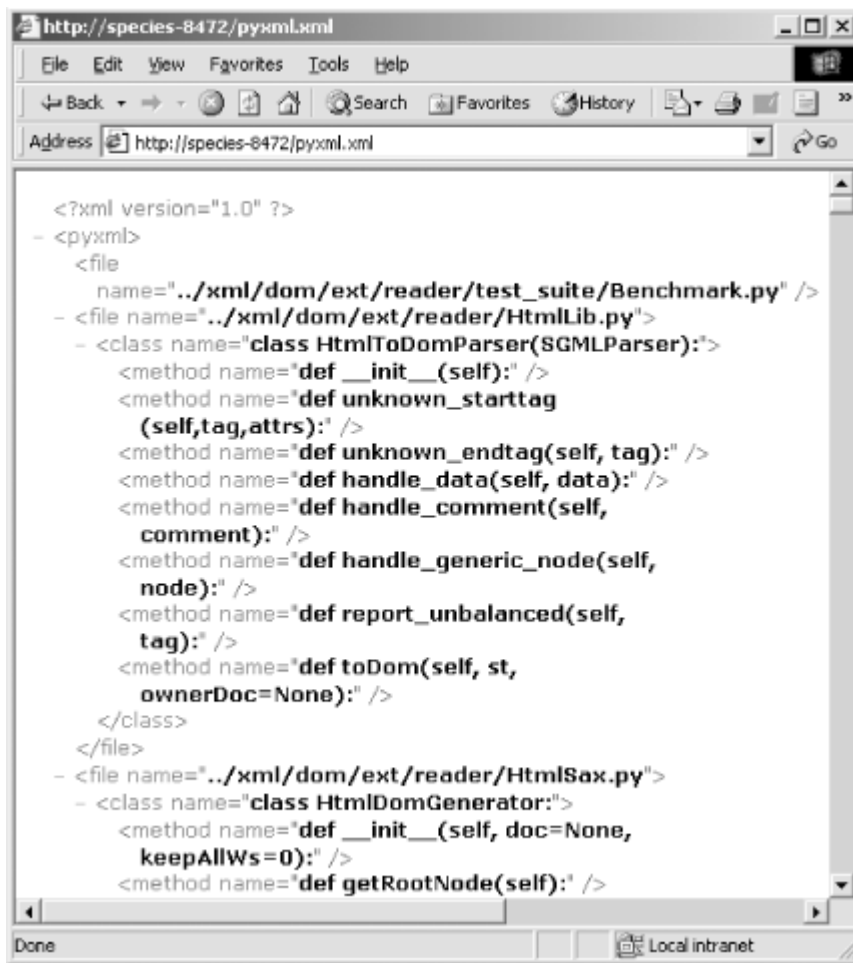 http://species-8472/pyxml.xml
File Edit View Favorites Tools Help
Back Search Favorites History »
Address http://species-8472/pyxml.xml Go
<?xml version="1.0" ?>
- <pyxml>
<file
name="../xml/dom/ext/reader/test_suite/Benchmark.py" />
- <file name="../xml/dom/ext/reader/HtmlLib.py">
- <class name="class HtmlToDomParser(SGMLParser):">
<method name="def __init__(self):" />
<method name="def unknown_starttag
(self,tag,attrs):" />
<method name="def unknown_endtag(self, tag):" />
<method name="def handle_data(self, data):" />
<method name="def handle_comment(self,
comment):" />
<method name="def handle_generic_node(self,
node):" />
<method name="def report_unbalanced(self,
tag):" />
<method name="def toDom(self, st,
ownerDoc=None):" />
</class>
</file>
- <file name="../xml/dom/ext/reader/HtmlSax.py">
- <class name="class HtmlDomGenerator:">
<method name="def __init__(self, doc=None,
keepAllWs=0):" />
<method name="def getRootNode(self):" />
Done Local intranet